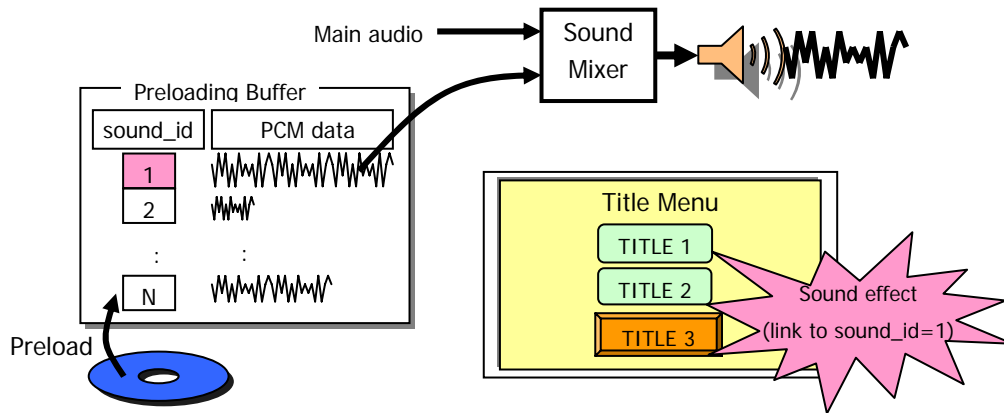 Main audio
Sound
Mixer
Preloading Buffer
sound_id
PCM data
1
2
:
:
N
Preload
Title Menu
TITLE 1
TITLE 2
TITLE 3
Sound effect
(link to sound_id=1)